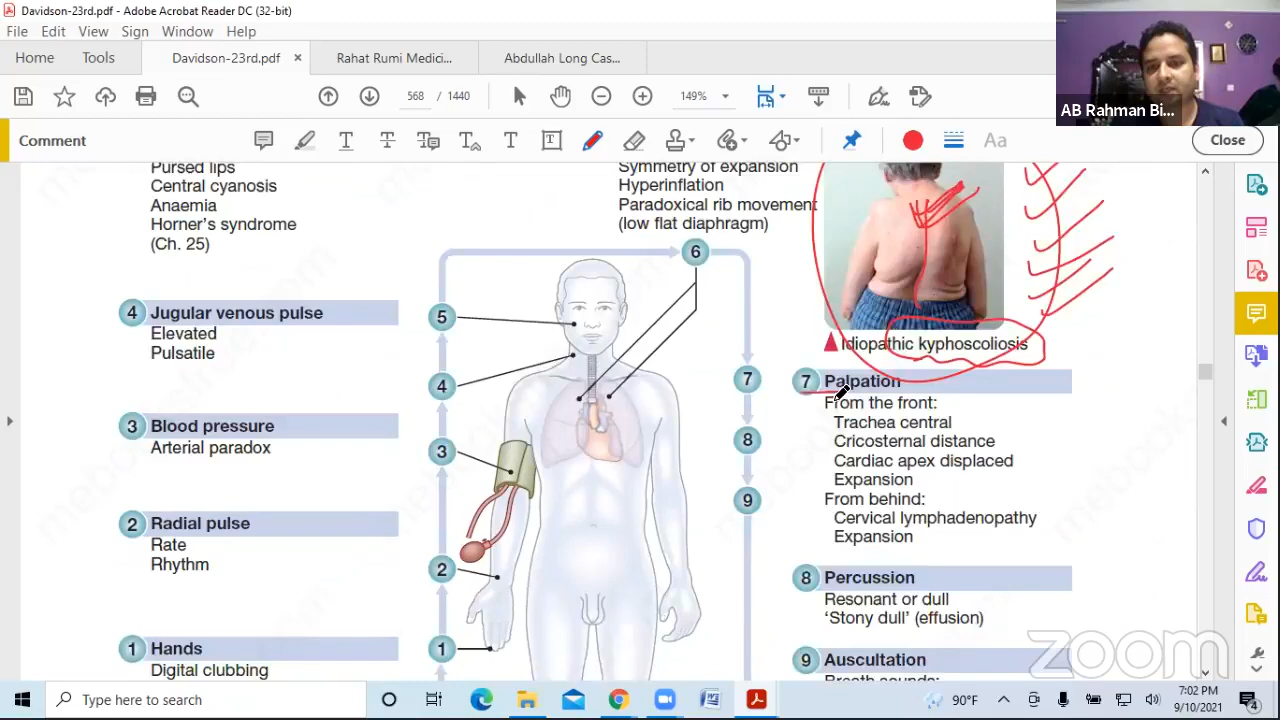 Davidson-23rd.pdf - Adobe Acrobat Reader DC (32-bit)
File Edit View Sign Window Help
Home Tools Davidson-23rd.pdf × Rahat Rumi Medici... Abdullah Long Cas...
568 / 1440 149%
AB Rahman Bi...
Comment
Aa
Close
Pursed lips
Central cyanosis
Anaemia
Horner's syndrome
(Ch. 25)
Symmetry of expansion
Hyperinflation
Paradoxical rib movement
(low flat diaphragm)
Idiopathic kyphoscoliosis
4 Jugular venous pulse
Elevated
Pulsatile
3 Blood pressure
Arterial paradox
2 Radial pulse
Rate
Rhythm
1 Hands
Digital clubbing
6
5
4
3
2
1
7
8
9
7 Palpation
From the front:
Trachea central
Cricosternal distance
Cardiac apex displaced
Expansion
From behind:
Cervical lymphadenopathy
Expansion
8 Percussion
Resonant or dull
'Stony dull' (effusion)
9 Auscultation
Breath sounds:
zoom
Type here to search
90°F
7:02 PM
9/10/2021
4